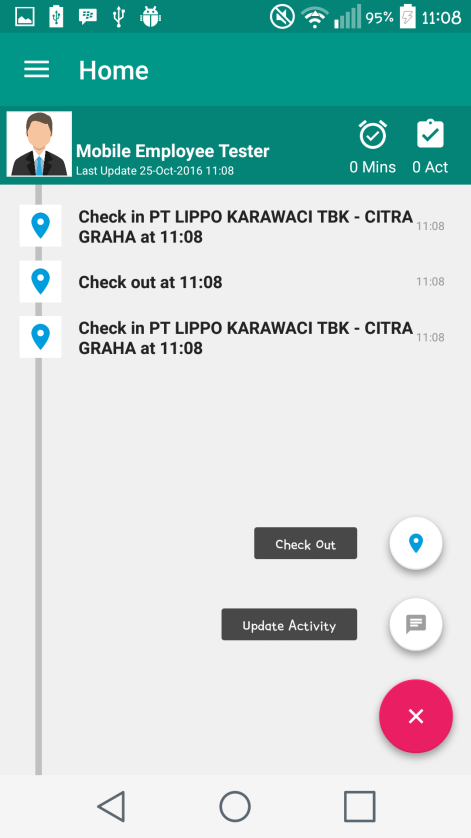 95% 11:08
Home
Mobile Employee Tester
Last Update 25-Oct-2016 11:08
0 Mins 0 Act
Check in PT LIPPO KARAWACI TBK - CITRA
GRAHA at 11:08
11:08
Check out at 11:08
11:08
Check in PT LIPPO KARAWACI TBK - CITRA
GRAHA at 11:08
11:08
Check Out
Update Activity